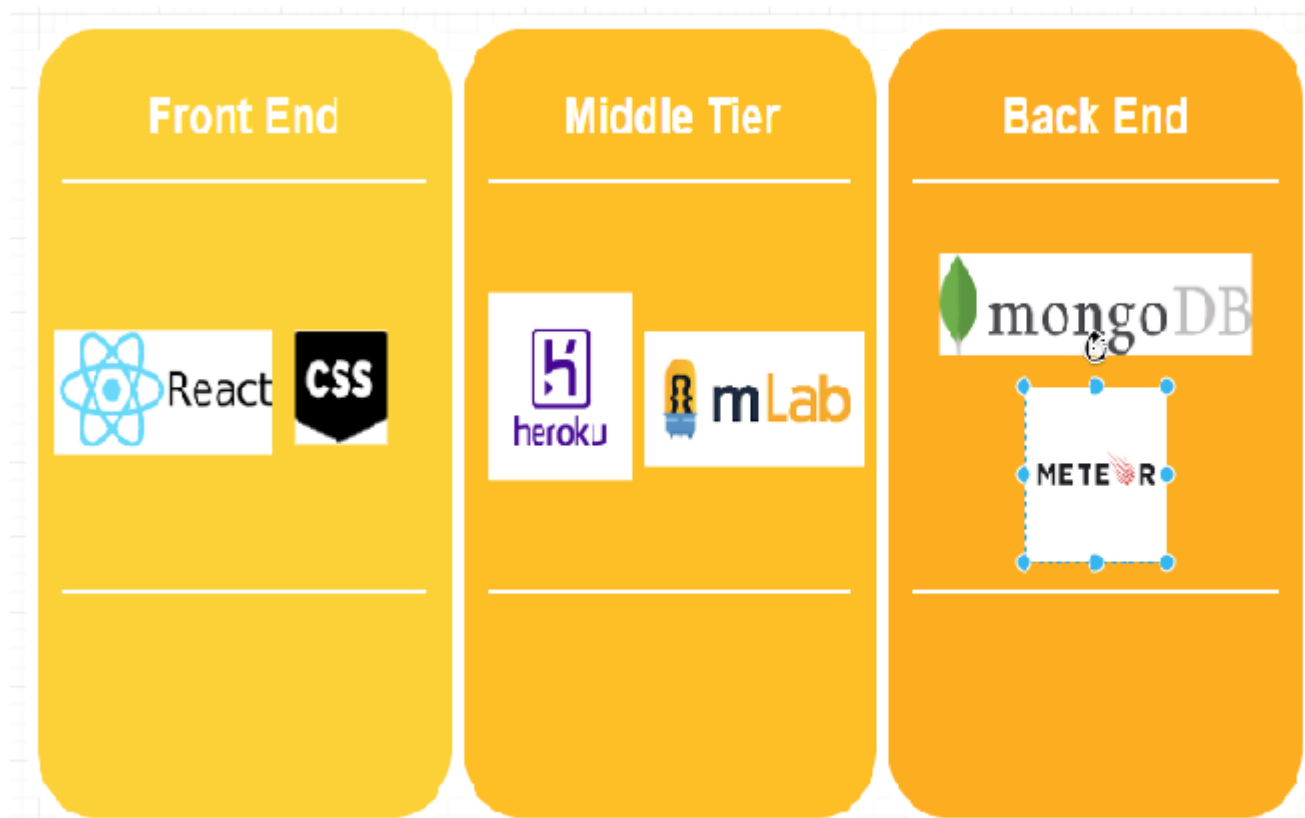 Front End
React
CSS
Middle Tier
heroku
mLab
Back End
mongoDB
METEOR